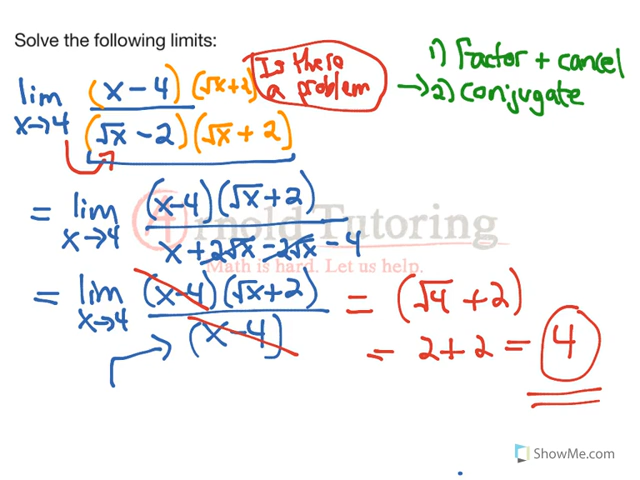 Solve the following limits:
lim x→4 (x-4)(√x+2) / (√x-2)(√x+2)
Is there a problem
1) Factor + cancel
→2) conjugate
= lim x→4 (x-4)(√x+2) / x+2√x-2√x-4
Arnold Tutoring
Math is hard. Let us help.
= lim x→4 (x-4)(√x+2) / (x-4) = (√4+2)
= 2+2 = 4
ShowMe.com